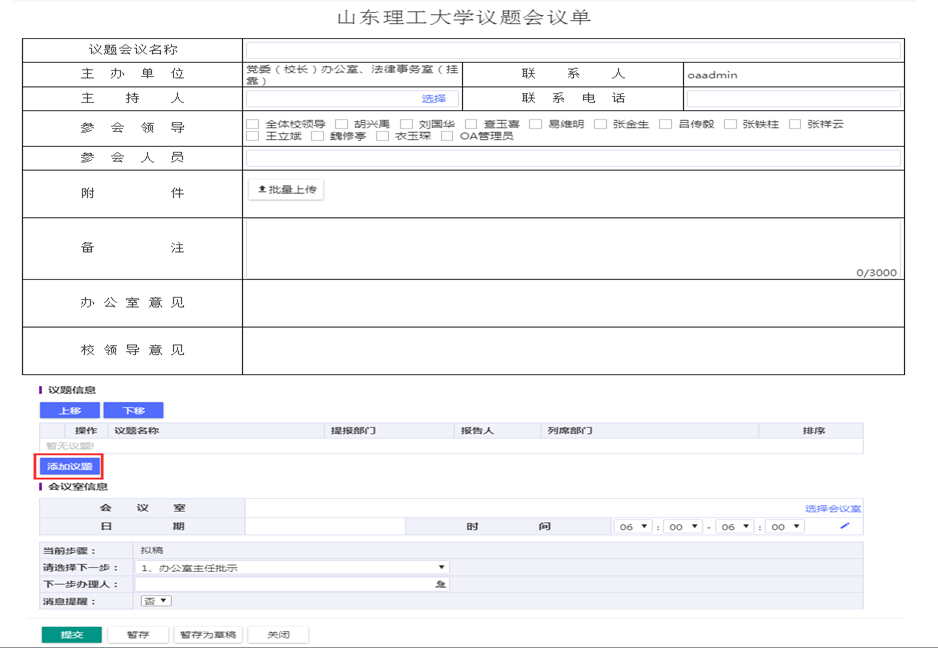 山东理工大学议题会议单
议题会议名称
主办单位 党委（校长）办公室、法律事务室（挂靠） 联系人 oaadmin
主持人 选择 联系电话
参会领导 全体校领导 胡兴禹 刘国华 查玉喜 易维明 张金生 吕传毅 张铁柱 张祥云
王立斌 魏修亭 衣玉琛 OA管理员
参会人员
附件 批量上传
备注
0/3000
办公室意见
校领导意见
议题信息
上移 下移
操作 议题名称 提报部门 报告人 列席部门 排序
暂无议题!
添加议题
会议室信息
会议室 选择会议室
日期 时间 06 : 00 - 06 : 00
当前步骤： 拟稿
请选择下一步： 1、办公室主任批示
下一步办理人：
消息提醒： 否
提交 暂存 暂存为草稿 关闭